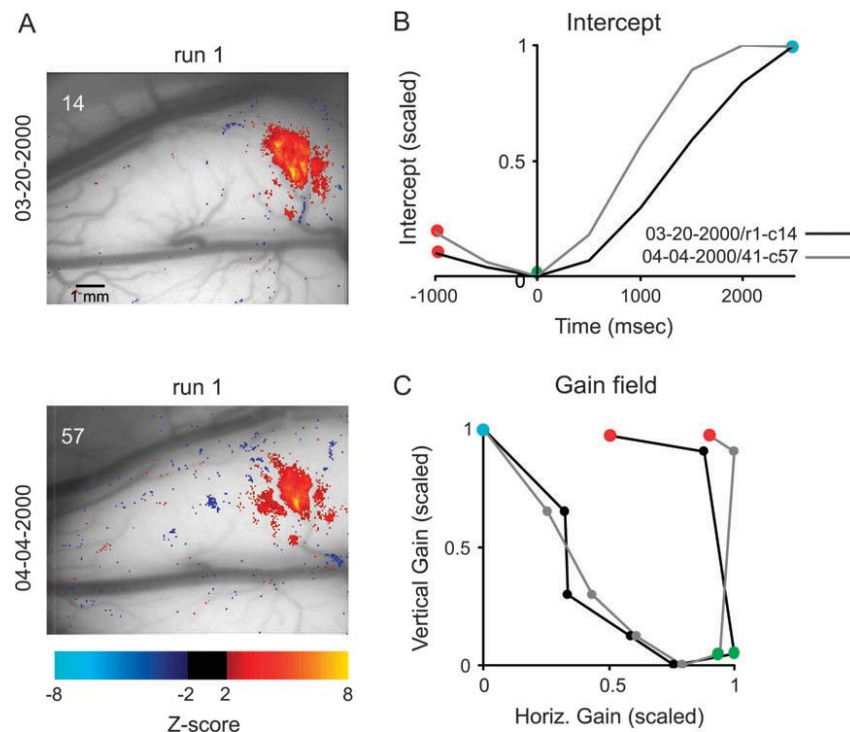 A
run 1
03-20-2000
14
1 mm
run 1
04-04-2000
57
-8
-2
2
8
Z-score
B
Intercept
Intercept (scaled)
1
0.5
0
-1000
0
1000
2000
Time (msec)
03-20-2000/r1-c14
04-04-2000/41-c57
C
Gain field
Vertical Gain (scaled)
1
0.5
0
0
0.5
1
Horiz. Gain (scaled)